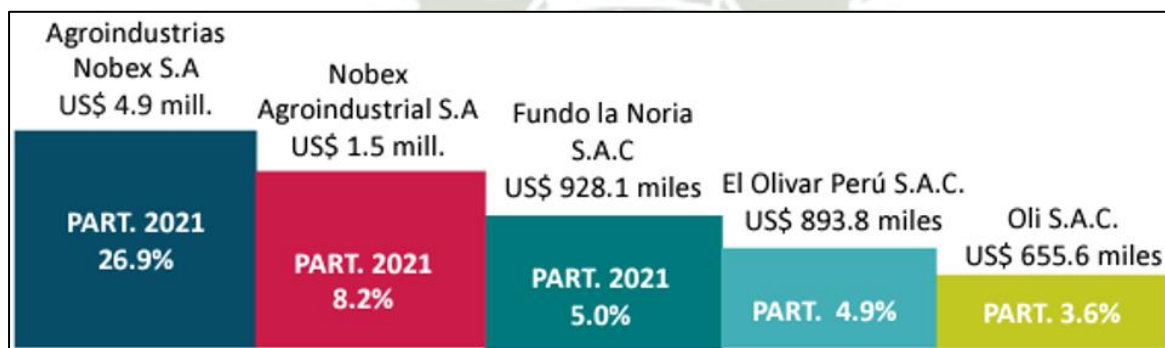 Agroindustrias
Nobex S.A
US$ 4.9 mill.
PART. 2021
26.9%
Nobex
Agroindustrial S.A
US$ 1.5 mill.
PART. 2021
8.2%
Fundo la Noria
S.A.C
US$ 928.1 miles
PART. 2021
5.0%
El Olivar Perú S.A.C.
US$ 893.8 miles
PART. 4.9%
Oli S.A.C.
US$ 655.6 miles
PART. 3.6%